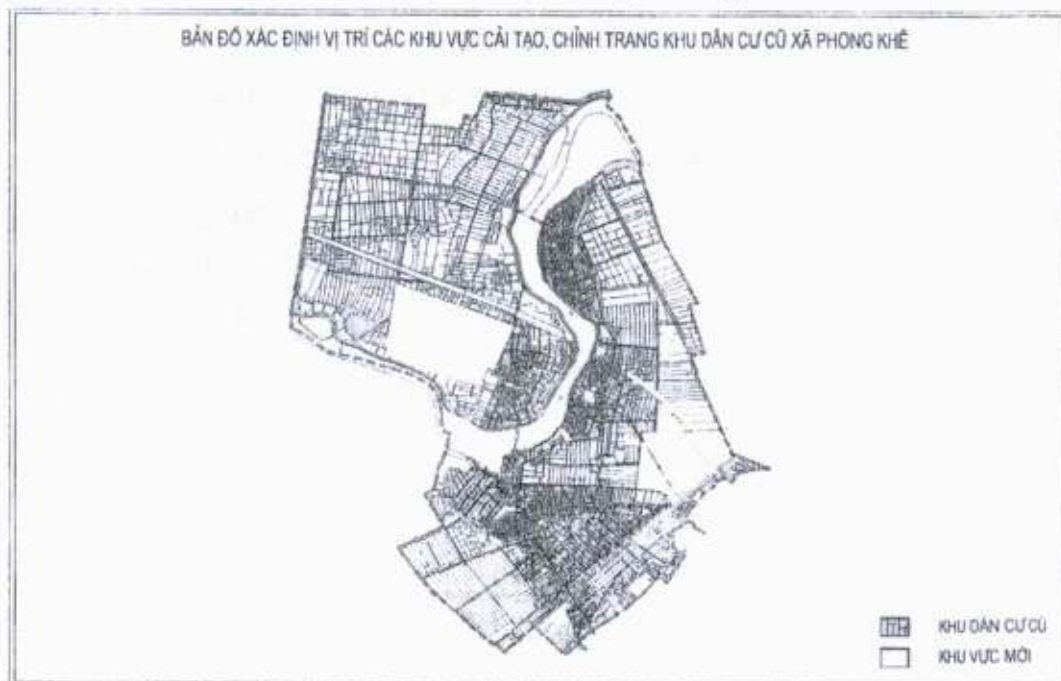 BẢN ĐỒ XÁC ĐỊNH VỊ TRÍ CÁC KHU VỰC CẢI TẠO, CHỈNH TRANG KHU DÂN CƯ CŨ XÃ PHONG KHÊ
KHU DÂN CƯ CŨ
KHU VỰC MỚI